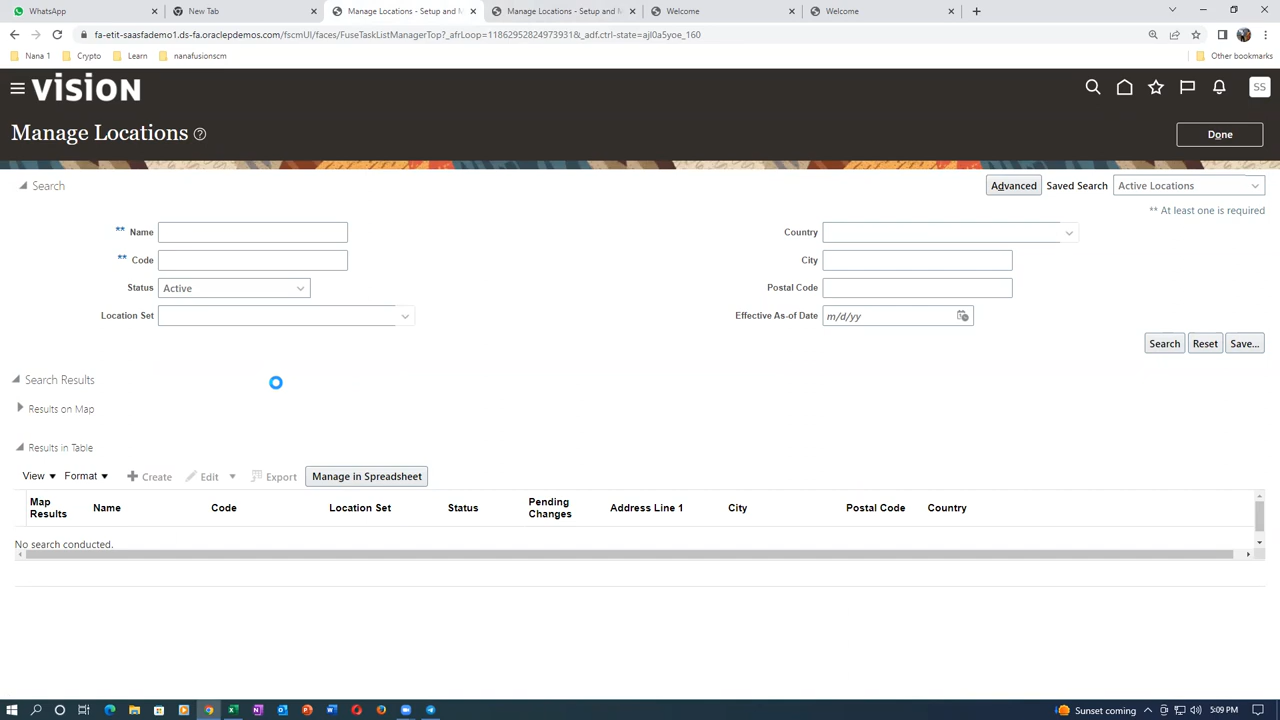 WhatsApp
New Tab
Manage Locations - Setup and M
Manage Locations - Setup and M
Welcome
Welcome
fa-etit-saasfademo1.ds-fa.oraclepdemos.com/fscmUI/faces/FuseTaskListManagerTop?_afrLoop=11862952824973931&_adf.ctrl-state=ajl0a5yoe_160
Nana 1
Crypto
Learn
nanafusionscm
Other bookmarks
VISION
SS
Manage Locations
Done
Search
Advanced
Saved Search
Active Locations
** At least one is required
** Name
Country
** Code
City
Status
Active
Postal Code
Location Set
Effective As-of Date
m/d/yy
Search
Reset
Save...
Search Results
Results on Map
Results in Table
View
Format
Create
Edit
Export
Manage in Spreadsheet
Map Results
Name
Code
Location Set
Status
Pending Changes
Address Line 1
City
Postal Code
Country
No search conducted.
Sunset coming
5:09 PM